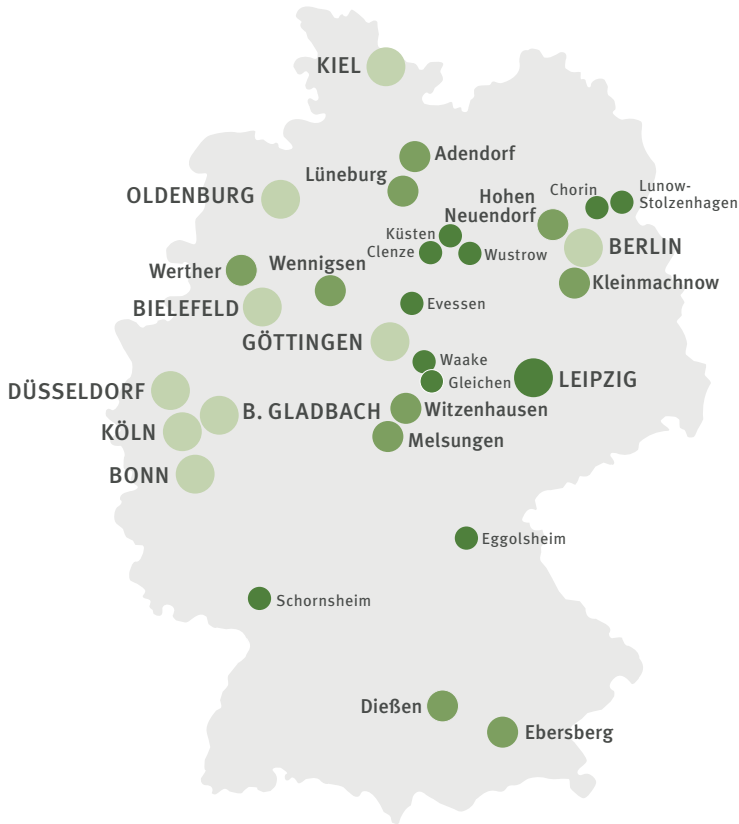 KIEL
Adendorf
Lüneburg
OLDENBURG
Hohen
Neuendorf
Chorin
Lunow-
Stolzenhagen
Küsten
Clenze
Wustrow
BERLIN
Werther
Wennigsen
Kleinmachnow
BIELEFELD
Evessen
GÖTTINGEN
Waake
Gleichen
LEIPZIG
DÜSSELDORF
B. GLADBACH
Witzenhausen
KÖLN
Melsungen
BONN
Eggolsheim
Schornsheim
Dießen
Ebersberg